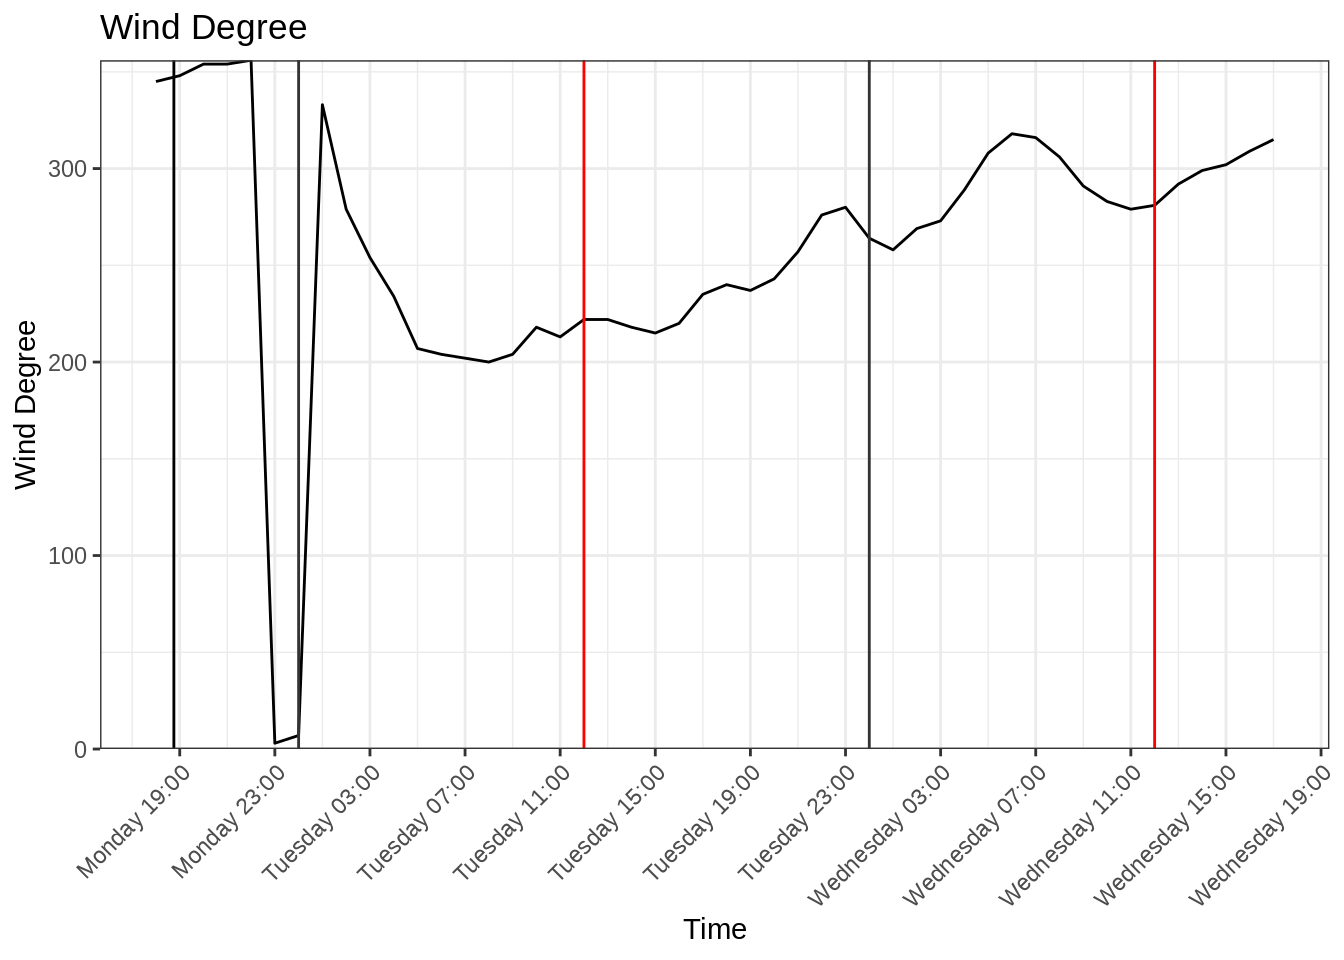 Wind Degree
Wind Degree
300
200
100
0
Monday 19:00
Monday 23:00
Tuesday 03:00
Tuesday 07:00
Tuesday 11:00
Tuesday 15:00
Tuesday 19:00
Tuesday 23:00
Wednesday 03:00
Wednesday 07:00
Wednesday 11:00
Wednesday 15:00
Wednesday 19:00
Time